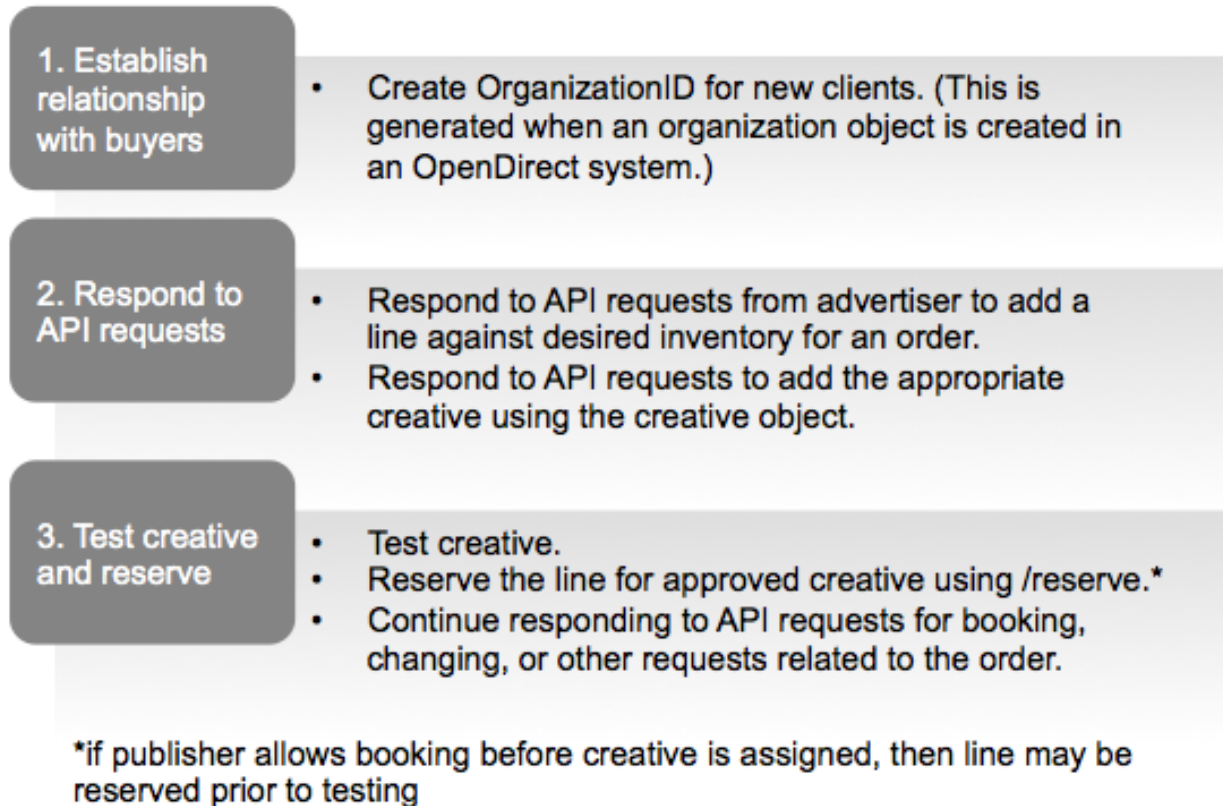 1. Establish
relationship
with buyers
• Create OrganizationID for new clients. (This is
generated when an organization object is created in
an OpenDirect system.)
2. Respond to
API requests
• Respond to API requests from advertiser to add a
line against desired inventory for an order.
• Respond to API requests to add the appropriate
creative using the creative object.
3. Test creative
and reserve
• Test creative.
• Reserve the line for approved creative using /reserve.*
• Continue responding to API requests for booking,
changing, or other requests related to the order.
*if publisher allows booking before creative is assigned, then line may be
reserved prior to testing